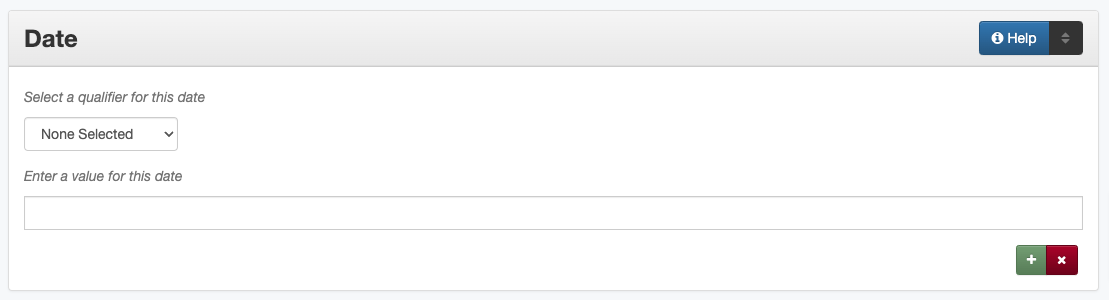 Date
Help
Select a qualifier for this date
None Selected
Enter a value for this date